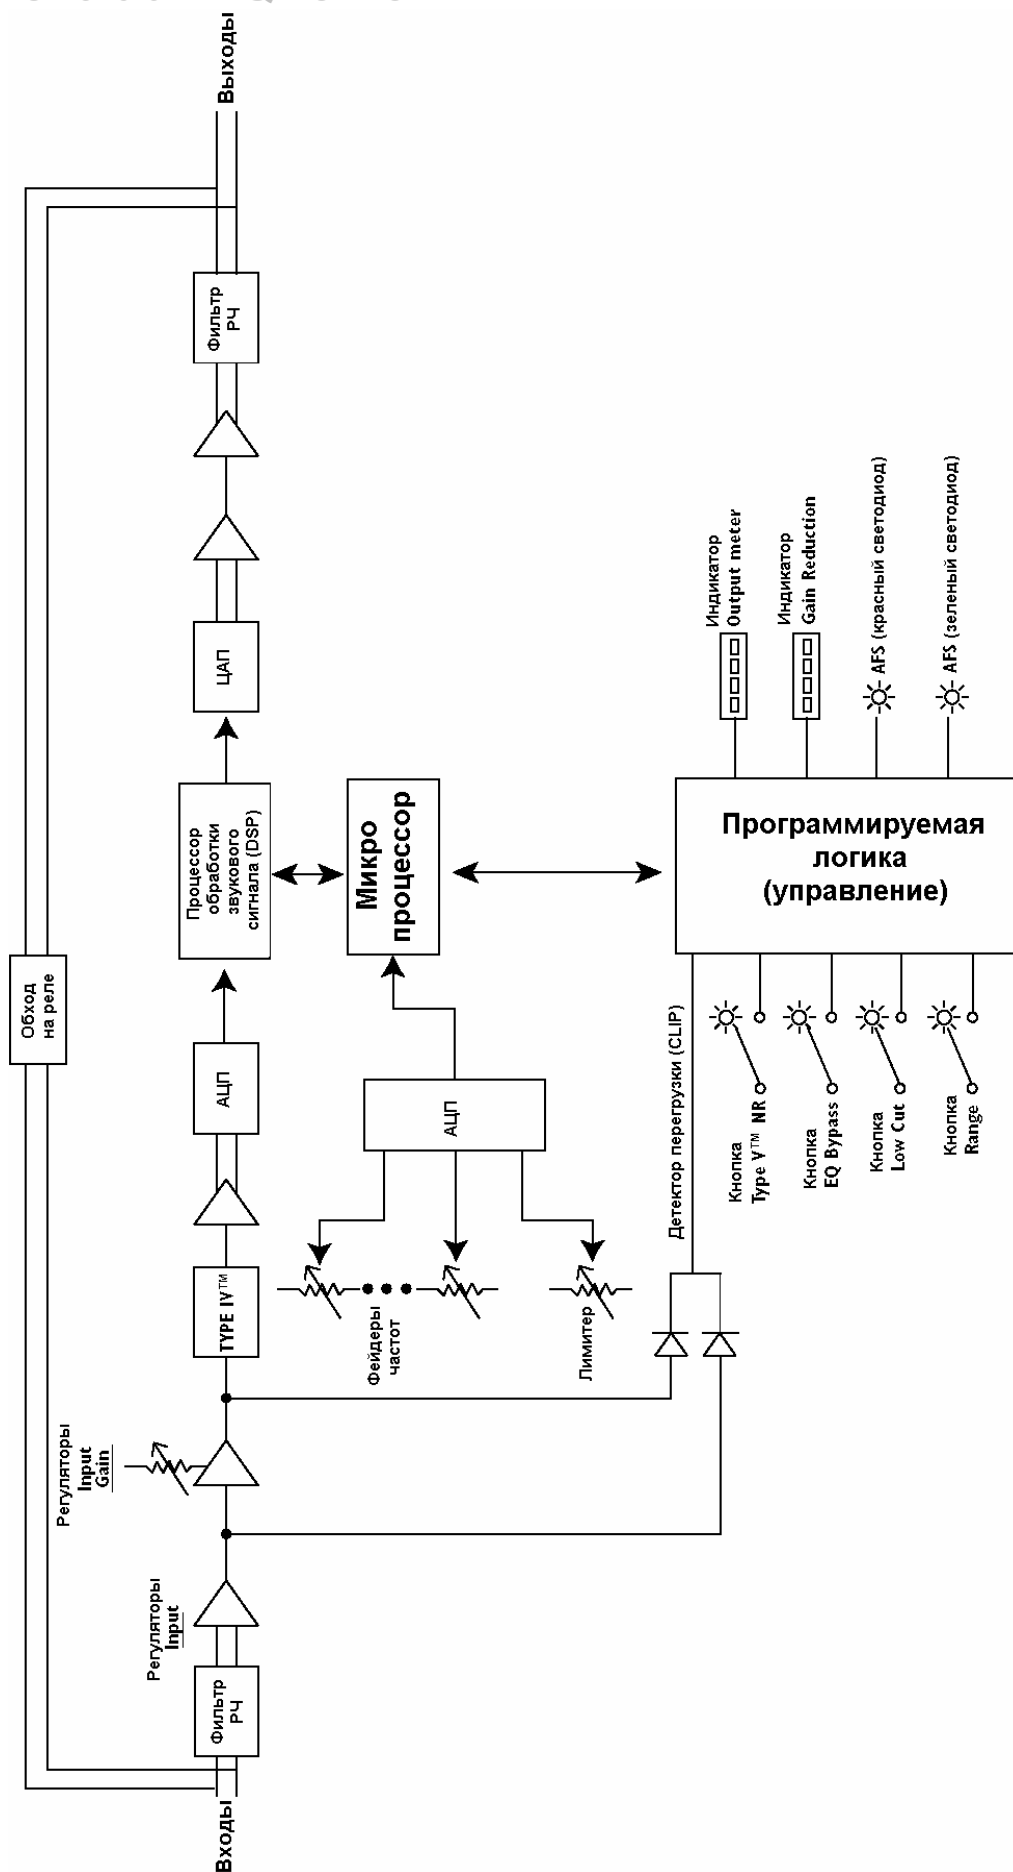 Выходы
Обход
на реле
Фильтр
РЧ
ЦАП
Процессор
обработки
звукового
сигнала (DSP)
Микро
процессор
АЦП
АЦП
TYPE IV™
Фейдеры
частот
Лимитер
Регуляторы
Input
Gain
Регуляторы
Input
Фильтр
РЧ
Входы
Индикатор
Output meter
Индикатор
Gain Reduction
AFS (красный светодиод)
AFS (зеленый светодиод)
Программируемая
логика
(управление)
Детектор перегрузки (CLIP)
Кнопка
Type V™ NR
Кнопка
EQ Bypass
Кнопка
Low Cut
Кнопка
Range